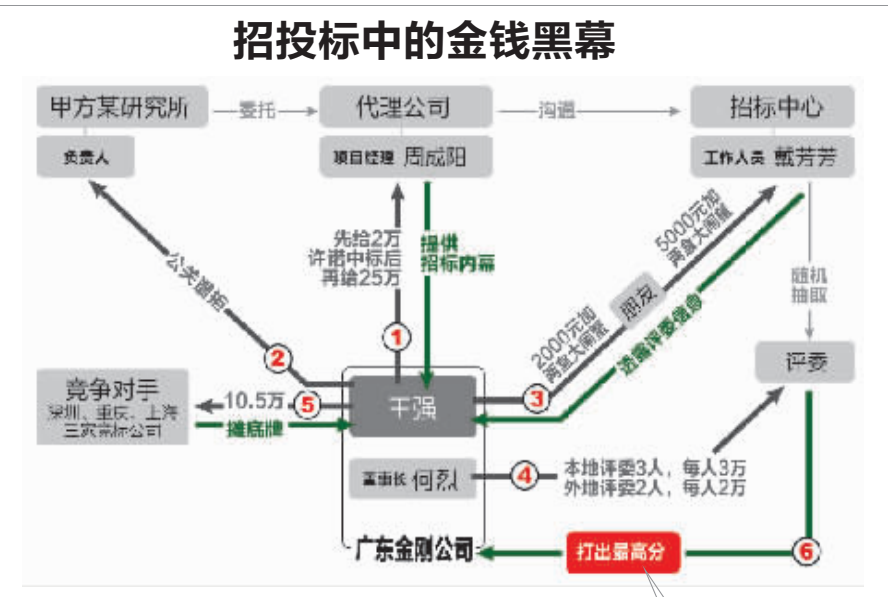 招投标中的金钱黑幕
甲方某研究所
委托
代理公司
沟通
招标中心
负责人
项目经理 周成阳
工作人员 戴芳芳
先给2万
许诺中标后
再给25万
提供
招标内幕
5000元加
两盒大闸蟹
公关道柜
朋友
2000元加
两盒大闸蟹
透露评委信息
随机
抽取
1
2
评委
竞争对手
深圳、重庆、上海
三家竞标公司
10.5万
5
摊底牌
干强
3
董事长 何烈
4
本地评委3人，每人3万
外地评委2人，每人2万
广东金刚公司
打出最高分
6